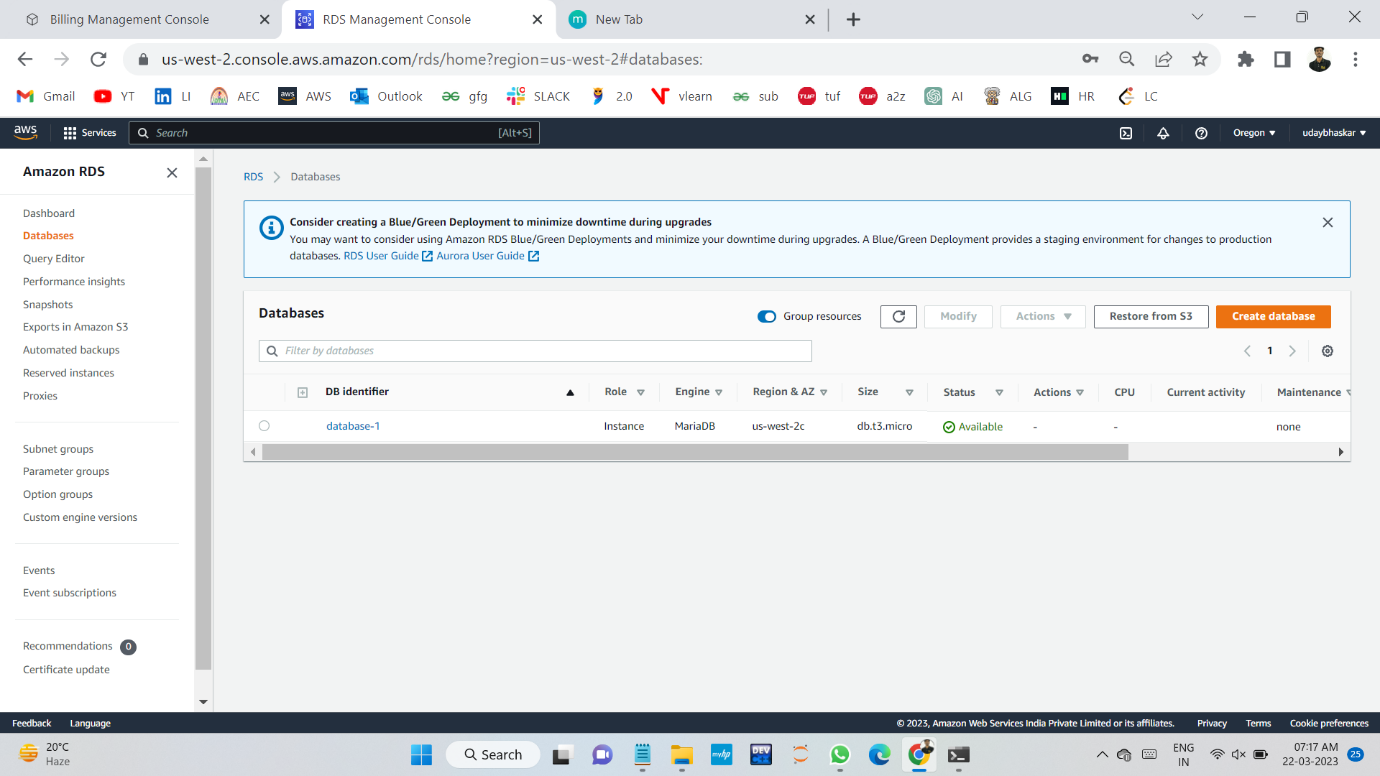 Billing Management Console
RDS Management Console
New Tab
us-west-2.console.aws.amazon.com/rds/home?region=us-west-2#databases:
Gmail YT LI AEC AWS Outlook gfg SLACK 2.0 vlearn sub tuf a2z AI ALG HR LC
aws Services Search [Alt+S] Oregon udaybhaskar
Amazon RDS
Dashboard
Databases
Query Editor
Performance insights
Snapshots
Exports in Amazon S3
Automated backups
Reserved instances
Proxies
Subnet groups
Parameter groups
Option groups
Custom engine versions
Events
Event subscriptions
Recommendations 0
Certificate update
RDS > Databases
Consider creating a Blue/Green Deployment to minimize downtime during upgrades
You may want to consider using Amazon RDS Blue/Green Deployments and minimize your downtime during upgrades. A Blue/Green Deployment provides a staging environment for changes to production
databases. RDS User Guide Aurora User Guide
Databases
Group resources Modify Actions Restore from S3 Create database
Filter by databases
1
DB identifier Role Engine Region & AZ Size Status Actions CPU Current activity Maintenance
database-1 Instance MariaDB us-west-2c db.t3.micro Available - - none
Feedback Language © 2023, Amazon Web Services India Private Limited or its affiliates. Privacy Terms Cookie preferences
20°C
Haze
Search
ENG
IN
07:17 AM
22-03-2023
25